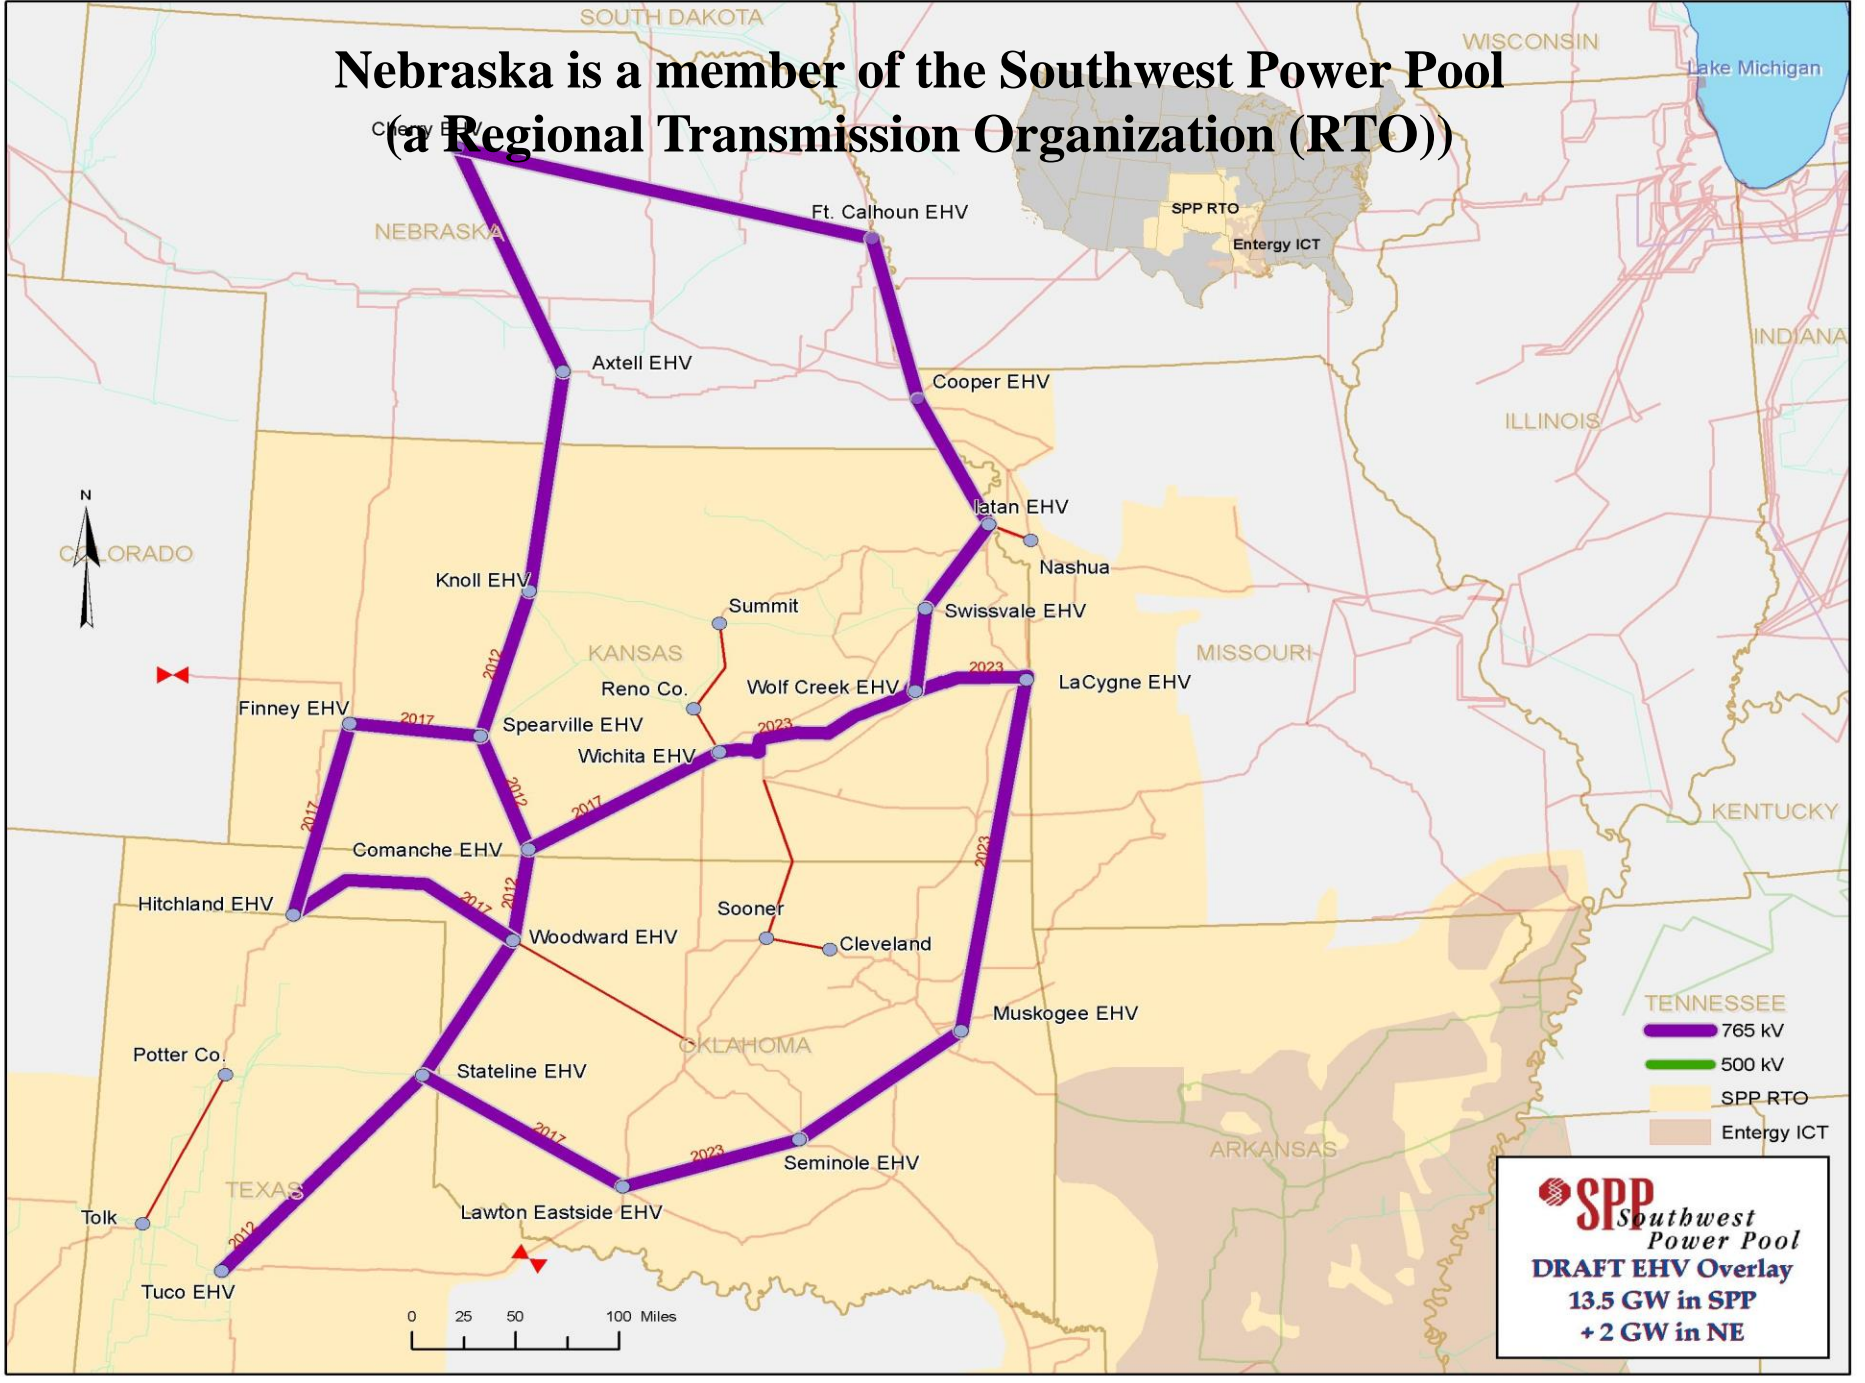 SOUTH DAKOTA
WISCONSIN
Nebraska is a member of the Southwest Power Pool
Lake Michigan
(a Regional Transmission Organization (RTO))
Cherry EHV
SPP RTO
Ft. Calhoun EHV
NEBRASKA
Entergy ICT
INDIANA
Axtell EHV
Cooper EHV
ILLINOIS
N
Iatan EHV
COLORADO
Nashua
Knoll EHV
Summit
Swissvale EHV
KANSAS
MISSOURI
2012
2023
Reno Co.
Wolf Creek EHV
LaCygne EHV
Finney EHV
2017
Spearville EHV
2023
Wichita EHV
2012
2017
2017
KENTUCKY
Comanche EHV
2023
2012
2017
Hitchland EHV
Sooner
Woodward EHV
Cleveland
TENNESSEE
Muskogee EHV
765 kV
OKLAHOMA
Potter Co.
500 kV
Stateline EHV
SPP RTO
2017
Entergy ICT
ARKANSAS
2023
Seminole EHV
TEXAS
Tolk
Lawton Eastside EHV
2012
SPP
Southwest
Power Pool
Tuco EHV
DRAFT EHV Overlay
13.5 GW in SPP
+ 2 GW in NE
0 25 50 100 Miles